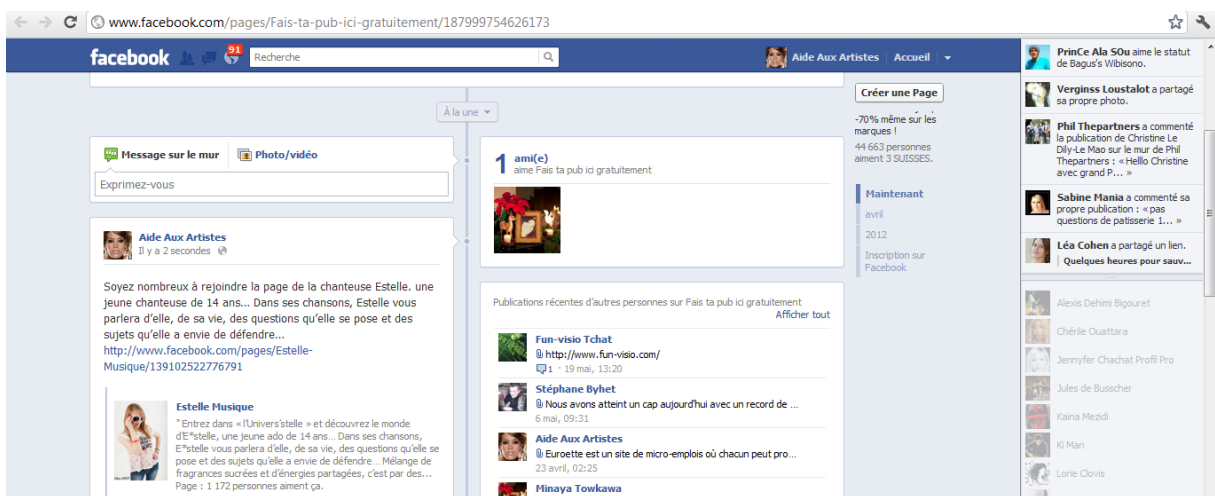 www.facebook.com/pages/Fais-ta-pub-ici-gratuitement/187999754626173
facebook
91
Recherche
Aide Aux Artistes
Accueil
À la une
Message sur le mur
Photo/vidéo
Exprimez-vous
Aide Aux Artistes
Il y a 2 secondes
Soyez nombreux à rejoindre la page de la chanteuse Estelle. une
jeune chanteuse de 14 ans... Dans ses chansons, Estelle vous
parlera d'elle, de sa vie, des questions qu'elle se pose et des
sujets qu'elle a envie de défendre...
http://www.facebook.com/pages/Estelle-
Musique/139102522776791
Estelle Musique
"Entrez dans «l'Univers'stelle » et découvrez le monde
d'E*stelle, une jeune ado de 14 ans... Dans ses chansons,
E*stelle vous parlera d'elle, de sa vie, des questions qu'elle se
pose et des sujets qu'elle a envie de défendre... Mélange de
fragrances sucrées et d'énergies partagées, c'est par des...
Page : 1 172 personnes aiment ça.
1 ami(e)
aime Fais ta pub ici gratuitement
Publications récentes d'autres personnes sur Fais ta pub ici gratuitement
Afficher tout
Fun-visio Tchat
http://www.fun-visio.com/
1 · 19 mai, 13:20
Stéphane Byhet
Nous avons atteint un cap aujourd'hui avec un record de ...
6 mai, 09:31
Aide Aux Artistes
Euroette est un site de micro-emplois où chacun peut pro...
23 avril, 02:25
Minaya Towkawa
Créer une Page
-70% même sur les
marques !
44 663 personnes
aiment 3 SUISSES.
Maintenant
avril
2012
Inscription sur
Facebook
PrinCe Ala SOu aime le statut
de Bagus's Wibisono.
Verginss Loustalot a partagé
sa propre photo.
Phil Thepartners a commenté
la publication de Christine Le
Dily-Le Mao sur le mur de Phil
Thepartners : «Helllo Christine
avec grand P... »
Sabine Mania a commenté sa
propre publication : «pas
questions de patisserie 1... »
Léa Cohen a partagé un lien.
Quelques heures pour sauv...
Alexis Dehimi Bigouret
Chérile Ouattara
Jennyfer Chachat Profil Pro
Jules de Busscher
Kaïna Mezidi
Ki Man
Lorie Clovis